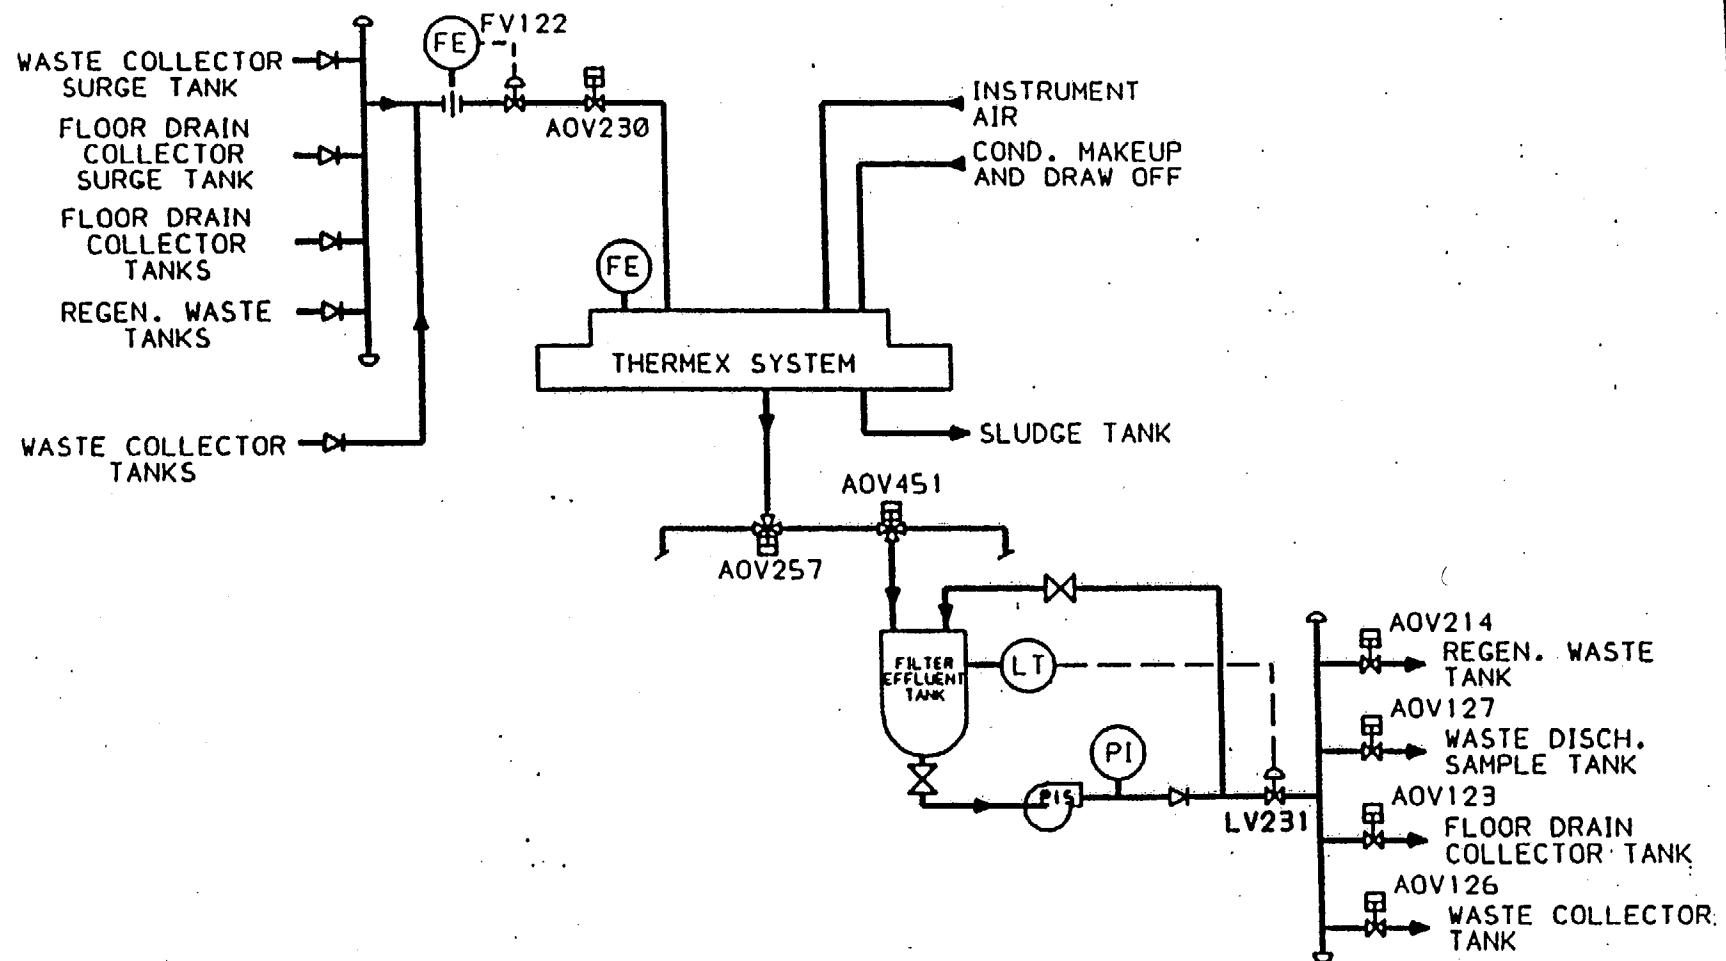 FE
FV122
WASTE COLLECTOR
SURGE TANK
FLOOR DRAIN
COLLECTOR
SURGE TANK
FLOOR DRAIN
COLLECTOR
TANKS
REGEN. WASTE
TANKS
WASTE COLLECTOR
TANKS
AOV230
INSTRUMENT
AIR
COND. MAKEUP
AND DRAW OFF
FE
THERMEX SYSTEM
SLUDGE TANK
AOV451
AOV257
FILTER
EFFLUENT
TANK
LT
PI
P15
LV231
AOV214
REGEN. WASTE
TANK
AOV127
WASTE DISCH.
SAMPLE TANK
AOV123
FLOOR DRAIN
COLLECTOR TANK
AOV126
WASTE COLLECTOR
TANK